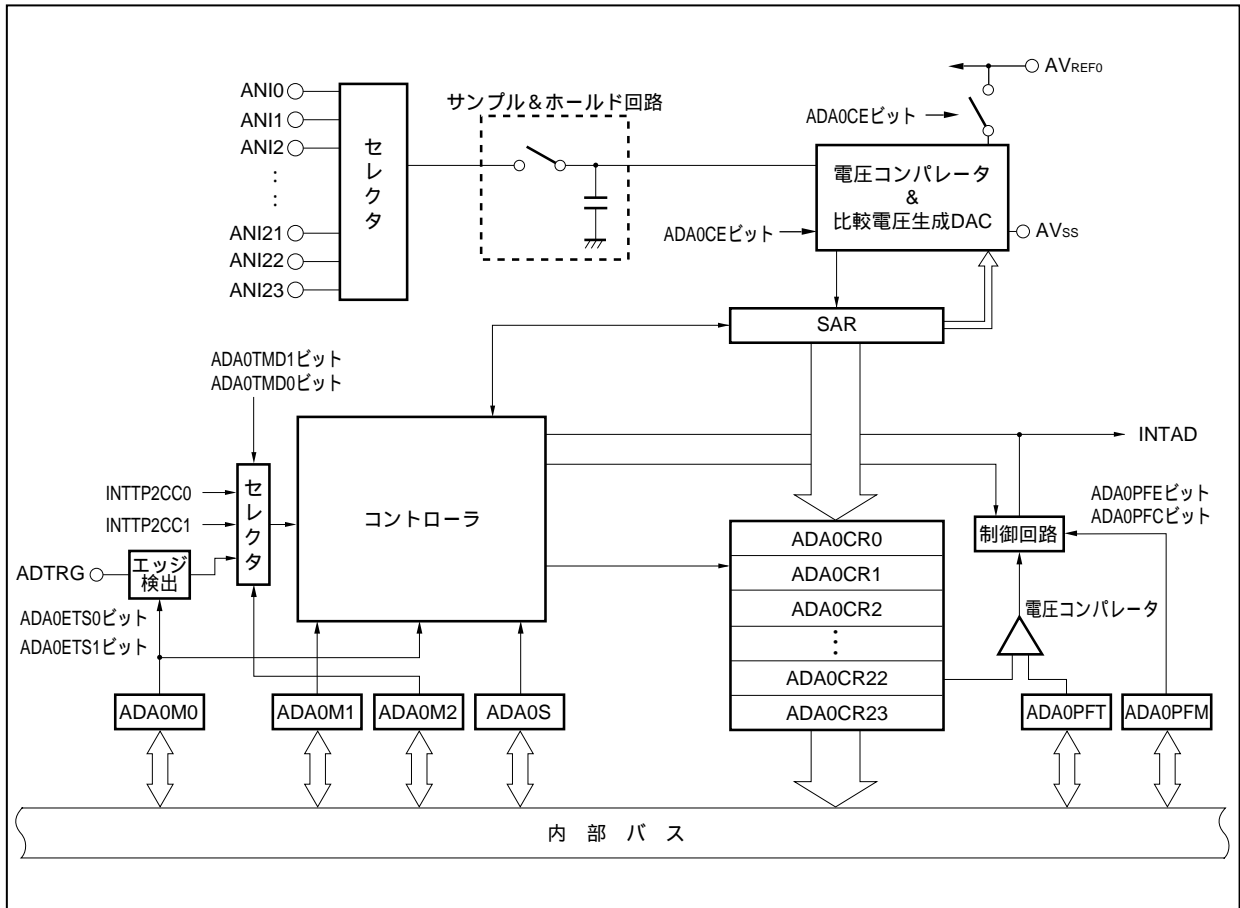 ANI0
ANI1
ANI2
⋮
ANI21
ANI22
ANI23
セレクタ
サンプル＆ホールド回路
AVREF0
ADA0CEビット
電圧コンパレータ
&
比較電圧生成DAC
ADA0CEビット
AVSS
SAR
ADA0TMD1ビット
ADA0TMD0ビット
INTTP2CC0
INTTP2CC1
ADTRG
エッジ
検出
セレクタ
コントローラ
ADA0ETS0ビット
ADA0ETS1ビット
INTAD
ADA0PFEビット
ADA0PFCビット
制御回路
電圧コンパレータ
ADA0CR0
ADA0CR1
ADA0CR2
⋮
ADA0CR22
ADA0CR23
ADA0M0
ADA0M1
ADA0M2
ADA0S
ADA0PFT
ADA0PFM
内部バス